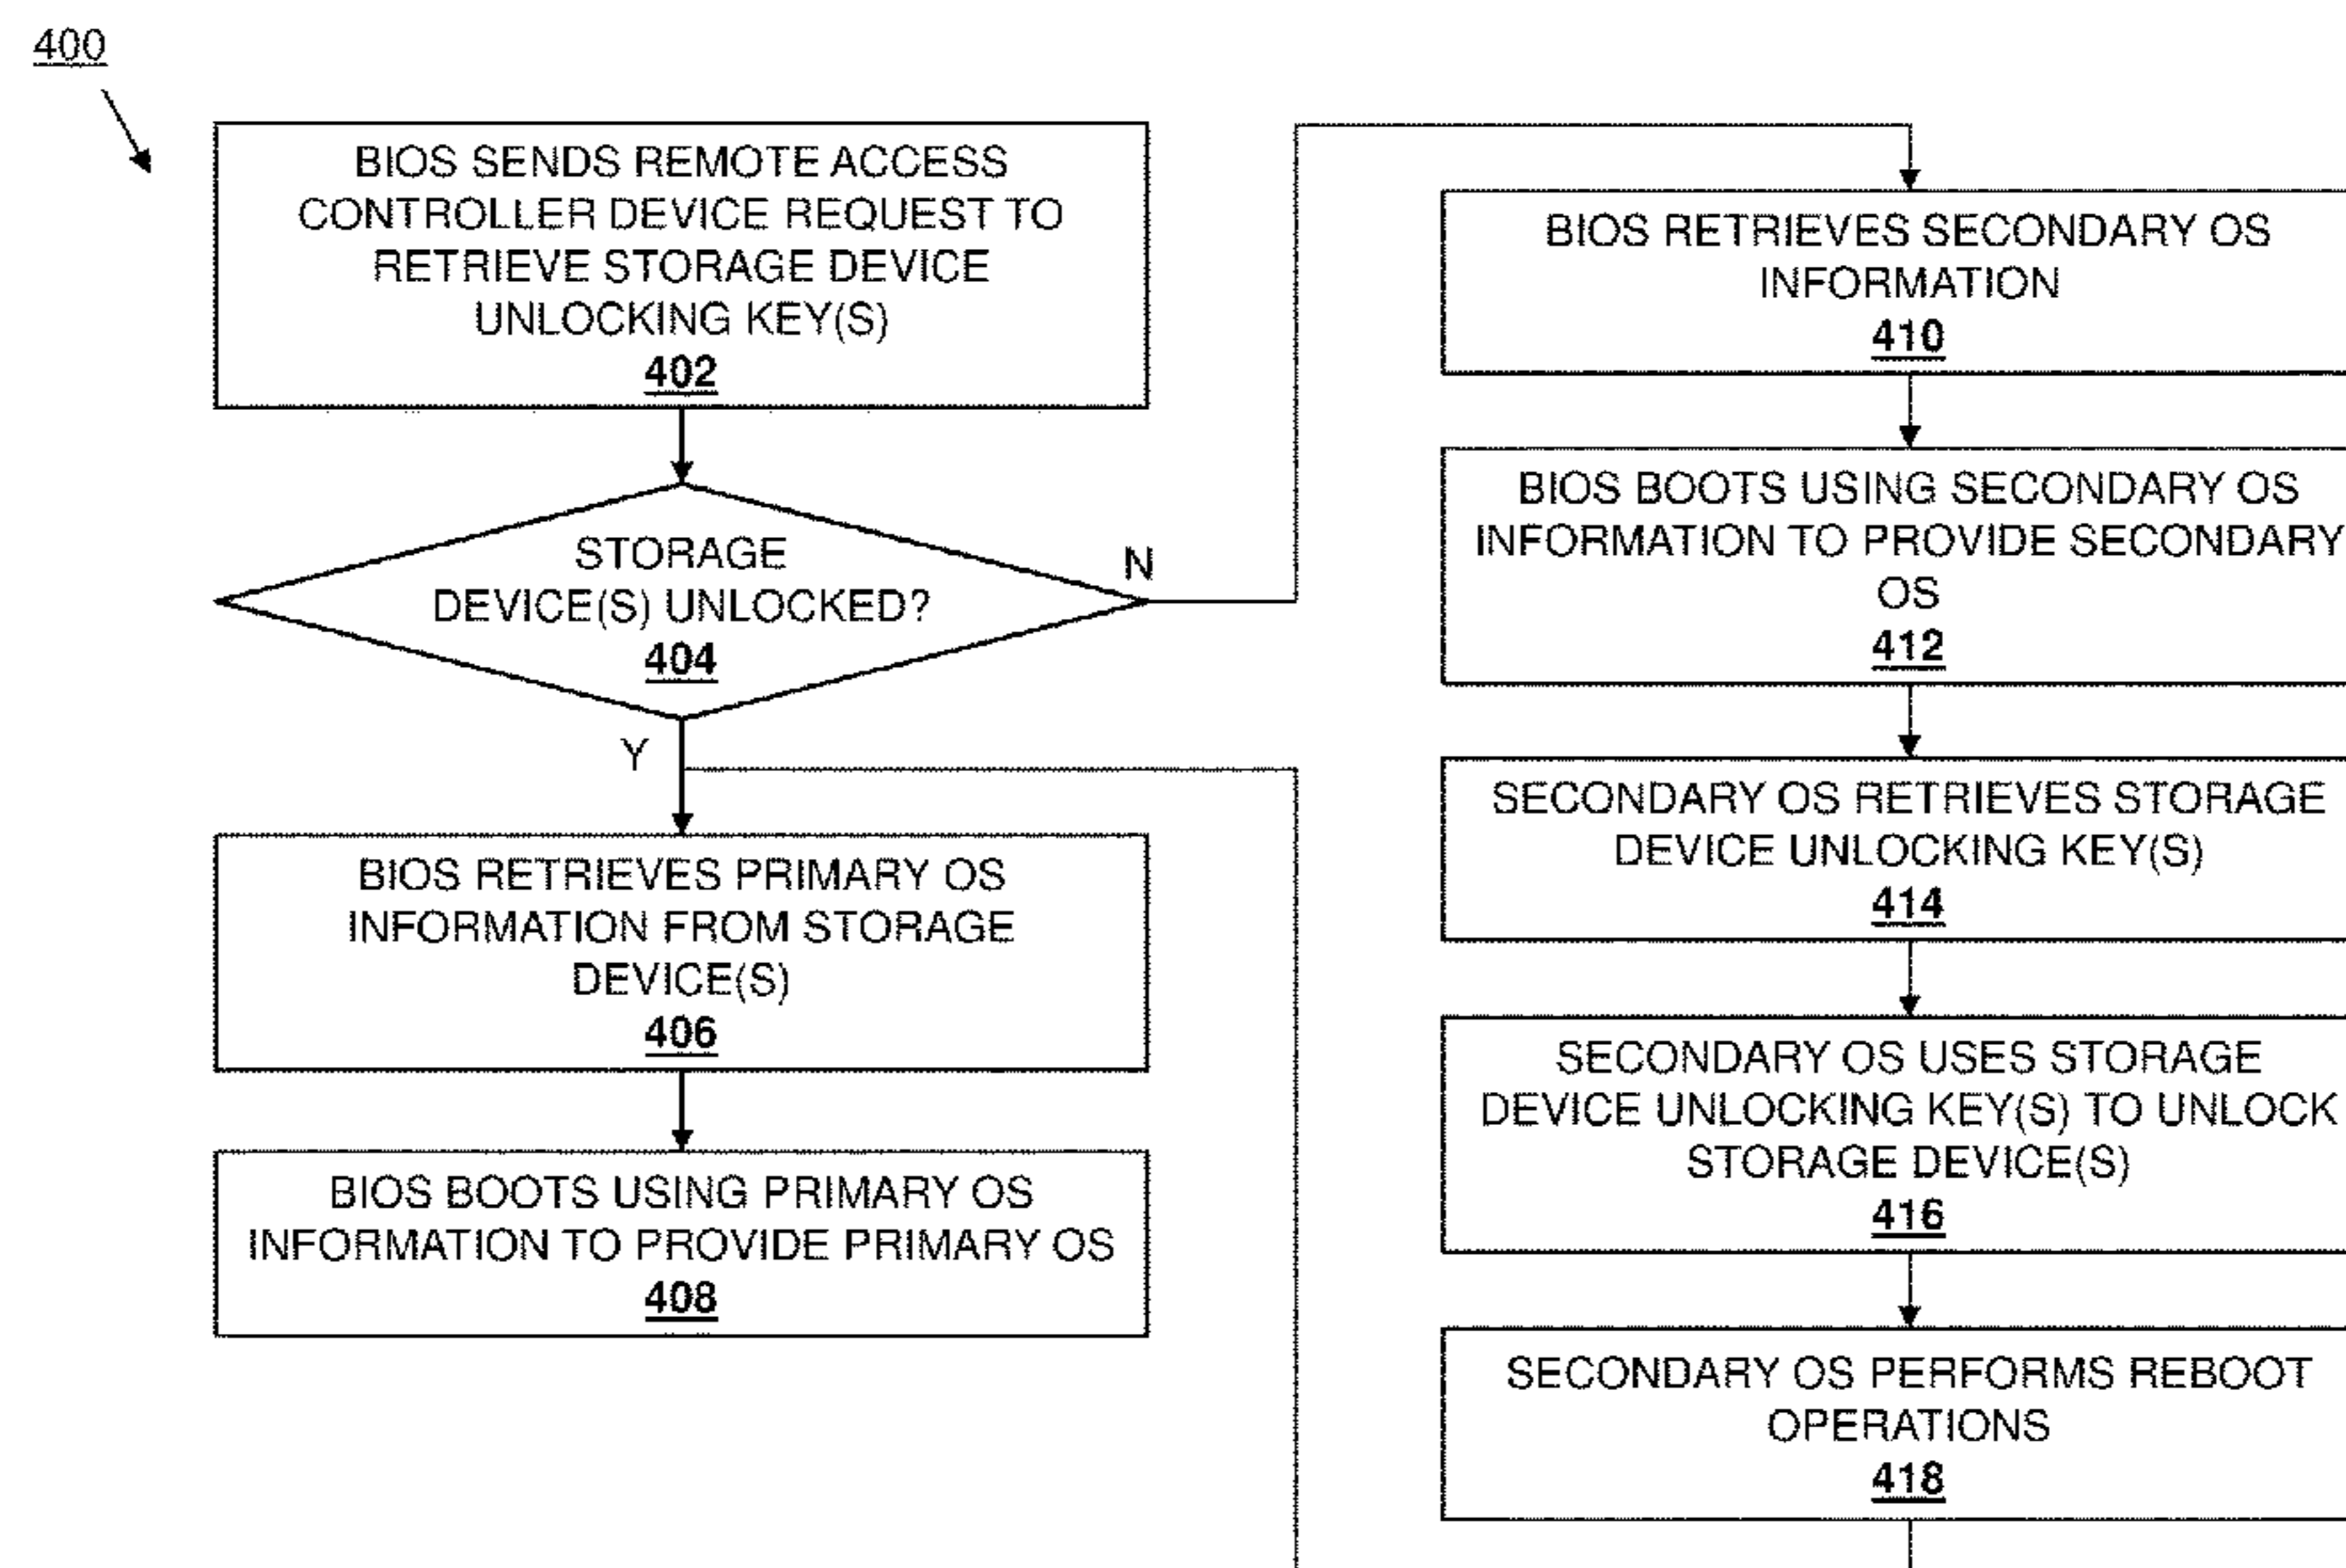 400
BIOS SENDS REMOTE ACCESS
CONTROLLER DEVICE REQUEST TO
RETRIEVE STORAGE DEVICE
UNLOCKING KEY(S)
402
STORAGE
DEVICE(S) UNLOCKED?
404
N
Y
BIOS RETRIEVES PRIMARY OS
INFORMATION FROM STORAGE
DEVICE(S)
406
BIOS BOOTS USING PRIMARY OS
INFORMATION TO PROVIDE PRIMARY OS
408
BIOS RETRIEVES SECONDARY OS
INFORMATION
410
BIOS BOOTS USING SECONDARY OS
INFORMATION TO PROVIDE SECONDARY
OS
412
SECONDARY OS RETRIEVES STORAGE
DEVICE UNLOCKING KEY(S)
414
SECONDARY OS USES STORAGE
DEVICE UNLOCKING KEY(S) TO UNLOCK
STORAGE DEVICE(S)
416
SECONDARY OS PERFORMS REBOOT
OPERATIONS
418